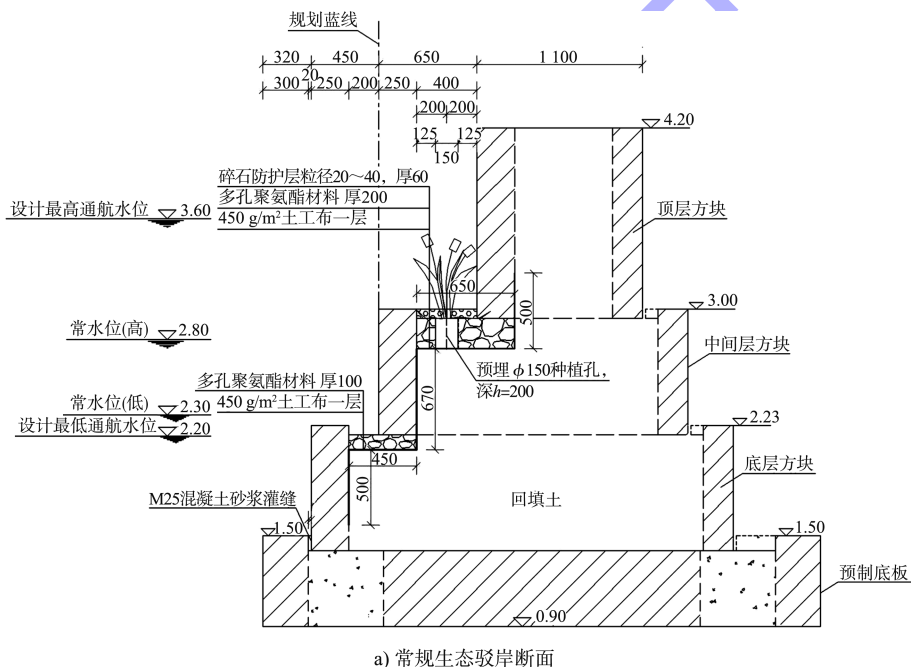 规划蓝线
320 450 650 1 100
300 20 250 200 250 400
200 200
125 125
150
4.20
碎石防护层粒径20～40，厚60
多孔聚氨酯材料 厚200
450 g/m²土工布一层
设计最高通航水位 3.60
顶层方块
650
500
3.00
常水位(高) 2.80
中间层方块
预埋ϕ150种植孔，
深h=200
多孔聚氨酯材料 厚100
450 g/m²土工布一层
670
常水位(低) 2.30
设计最低通航水位 2.20
2.23
450
底层方块
500
回填土
M25混凝土砂浆灌缝
1.50 1.50
预制底板
0.90
a) 常规生态驳岸断面